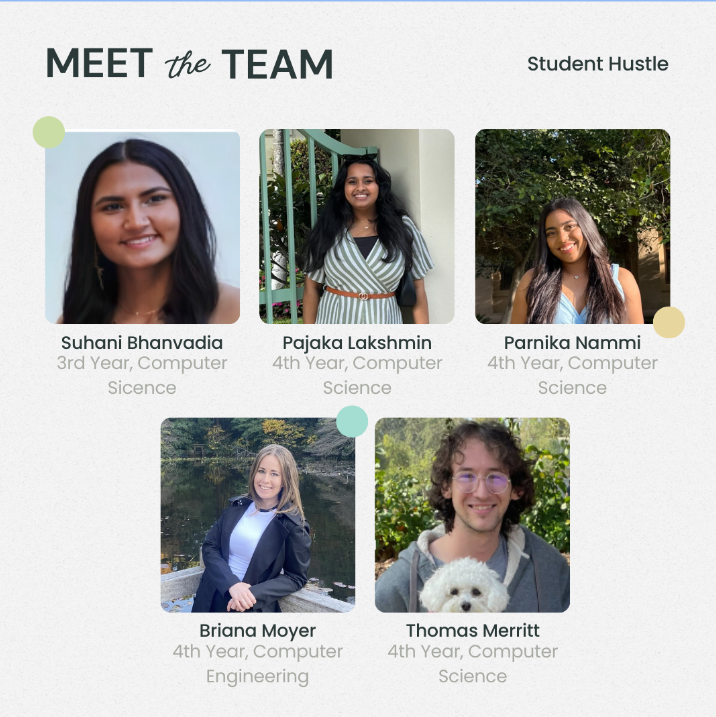 MEET the TEAM
Student Hustle
Suhani Bhanvadia
3rd Year, Computer
Sicence
Pajaka Lakshmin
4th Year, Computer
Science
Parnika Nammi
4th Year, Computer
Science
Briana Moyer
4th Year, Computer
Engineering
Thomas Merritt
4th Year, Computer
Science